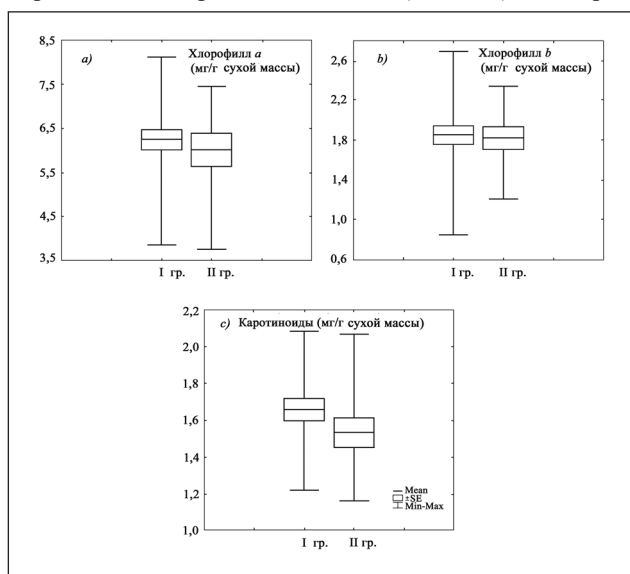 a)
Хлорофилл a
(мг/г сухой массы)
8,5
7,5
6,5
5,5
4,5
3,5
I гр.
II гр.
b)
Хлорофилл b
(мг/г сухой массы)
2,6
2,2
1,8
1,4
1,0
0,6
I гр.
II гр.
c) Каротиноиды (мг/г сухой массы)
2,2
2,0
1,8
1,6
1,4
1,2
1,0
I гр.
II гр.
Mean
±SE
Min-Max